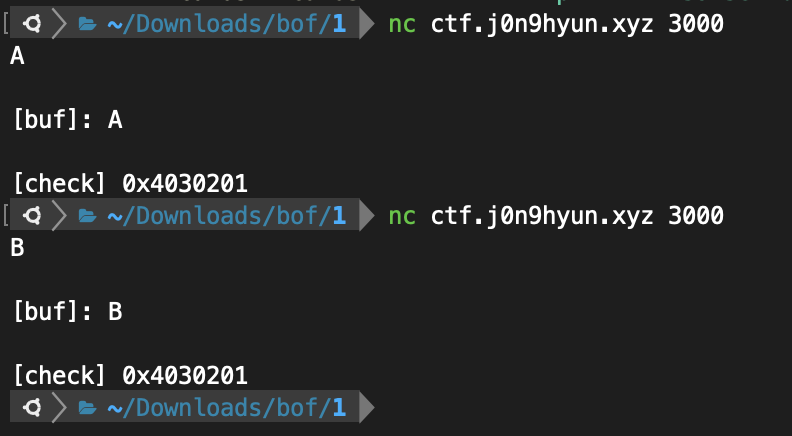 ~/Downloads/bof/1 nc ctf.j0n9hyun.xyz 3000
A
[buf]: A
[check] 0x4030201
~/Downloads/bof/1 nc ctf.j0n9hyun.xyz 3000
B
[buf]: B
[check] 0x4030201
~/Downloads/bof/1